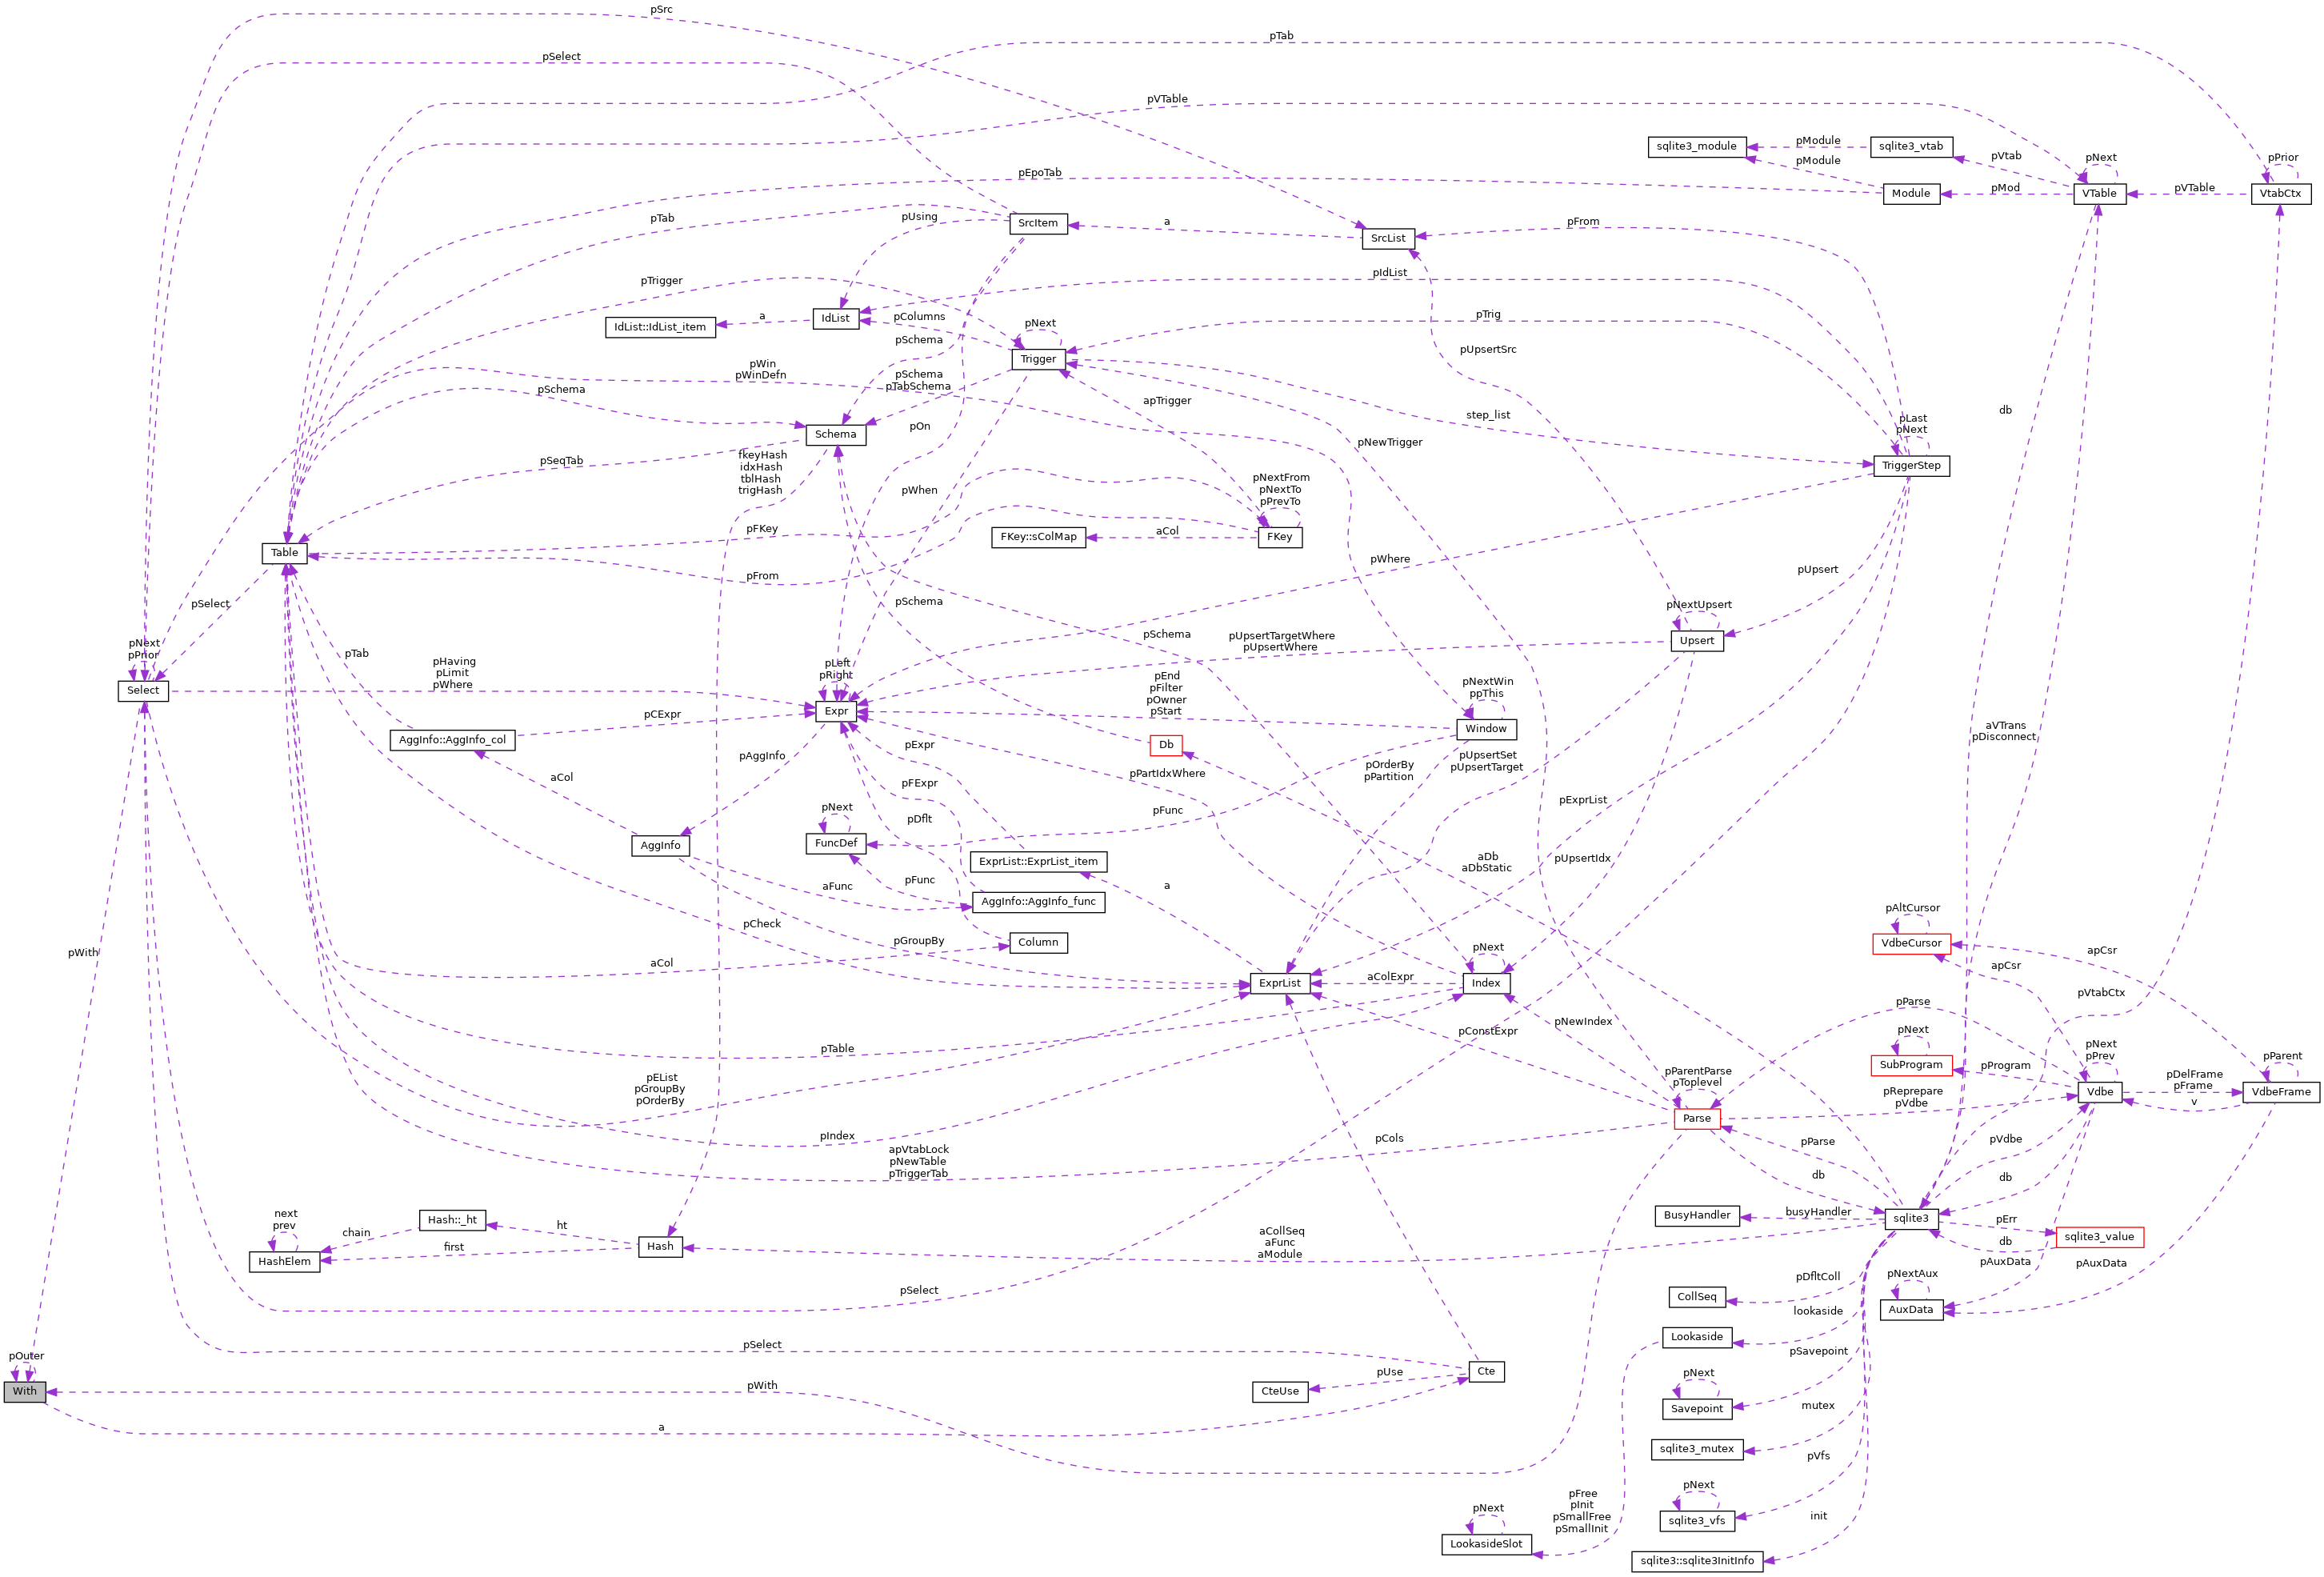 pSrc
pTab
pSelect
pVTable
sqlite3_module
pModule
sqlite3_vtab
pModule
pVtab
pNext
pPrior
pEpoTab
Module
pMod
VTable
pVTable
VtabCtx
pTab
pUsing
SrcItem
a
SrcList
pFrom
pTrigger
pIdList
IdList::IdList_item
a
IdList
pColumns
pNext
pTrig
pSchema
Trigger
pUpsertSrc
pWin
pWinDefn
pSchema
pTabSchema
pSchema
apTrigger
step_list
db
pOn
Schema
pNewTrigger
pLast
pNext
pSeqTab
fkeyHash
idxHash
tblHash
trigHash
TriggerStep
pWhen
pNextFrom
pNextTo
pPrevTo
pFKey
FKey::sColMap
aCol
FKey
Table
pFrom
pWhere
pUpsert
pSelect
pSchema
pNextUpsert
pNext
pPrior
pTab
pHaving
pLimit
pWhere
pLeft
pRight
pSchema
pUpsertTargetWhere
pUpsertWhere
Upsert
Select
pEnd
pFilter
pOwner
pStart
pNextWin
ppThis
Expr
pCExpr
Window
aVTrans
pDisconnect
AggInfo::AggInfo_col
pAggInfo
pExpr
Db
pOrderBy
pPartition
pUpsertSet
pUpsertTarget
aCol
pFExpr
pPartIdxWhere
pNext
pDflt
pFunc
pExprList
AggInfo
FuncDef
ExprList::ExprList_item
aDb
aDbStatic
pUpsertIdx
aFunc
pFunc
a
AggInfo::AggInfo_func
pAltCursor
pCheck
pGroupBy
Column
pNext
VdbeCursor
apCsr
pWith
aCol
ExprList
aColExpr
Index
apCsr
pVtabCtx
pParse
pTable
pConstExpr
pNewIndex
pNext
pNext
pPrev
pEList
pGroupBy
pOrderBy
SubProgram
pProgram
pParentParse
pToplevel
pDelFrame
pFrame
pParent
pReprepare
pVdbe
Vdbe
v
VdbeFrame
Parse
pIndex
pCols
pParse
pVdbe
apVtabLock
pNewTable
pTriggerTab
db
db
next
prev
Hash::_ht
chain
ht
BusyHandler
busyHandler
sqlite3
pErr
sqlite3_value
HashElem
first
Hash
aCollSeq
aFunc
aModule
db
pAuxData
pAuxData
pSelect
CollSeq
pDfltColl
pNextAux
AuxData
lookaside
Lookaside
pSelect
pOuter
pSavepoint
With
pWith
CteUse
pUse
Cte
pNext
Savepoint
mutex
a
sqlite3_mutex
pVfs
pNext
pFree
pInit
pSmallFree
pSmallInit
pNext
sqlite3_vfs
init
LookasideSlot
sqlite3::sqlite3InitInfo